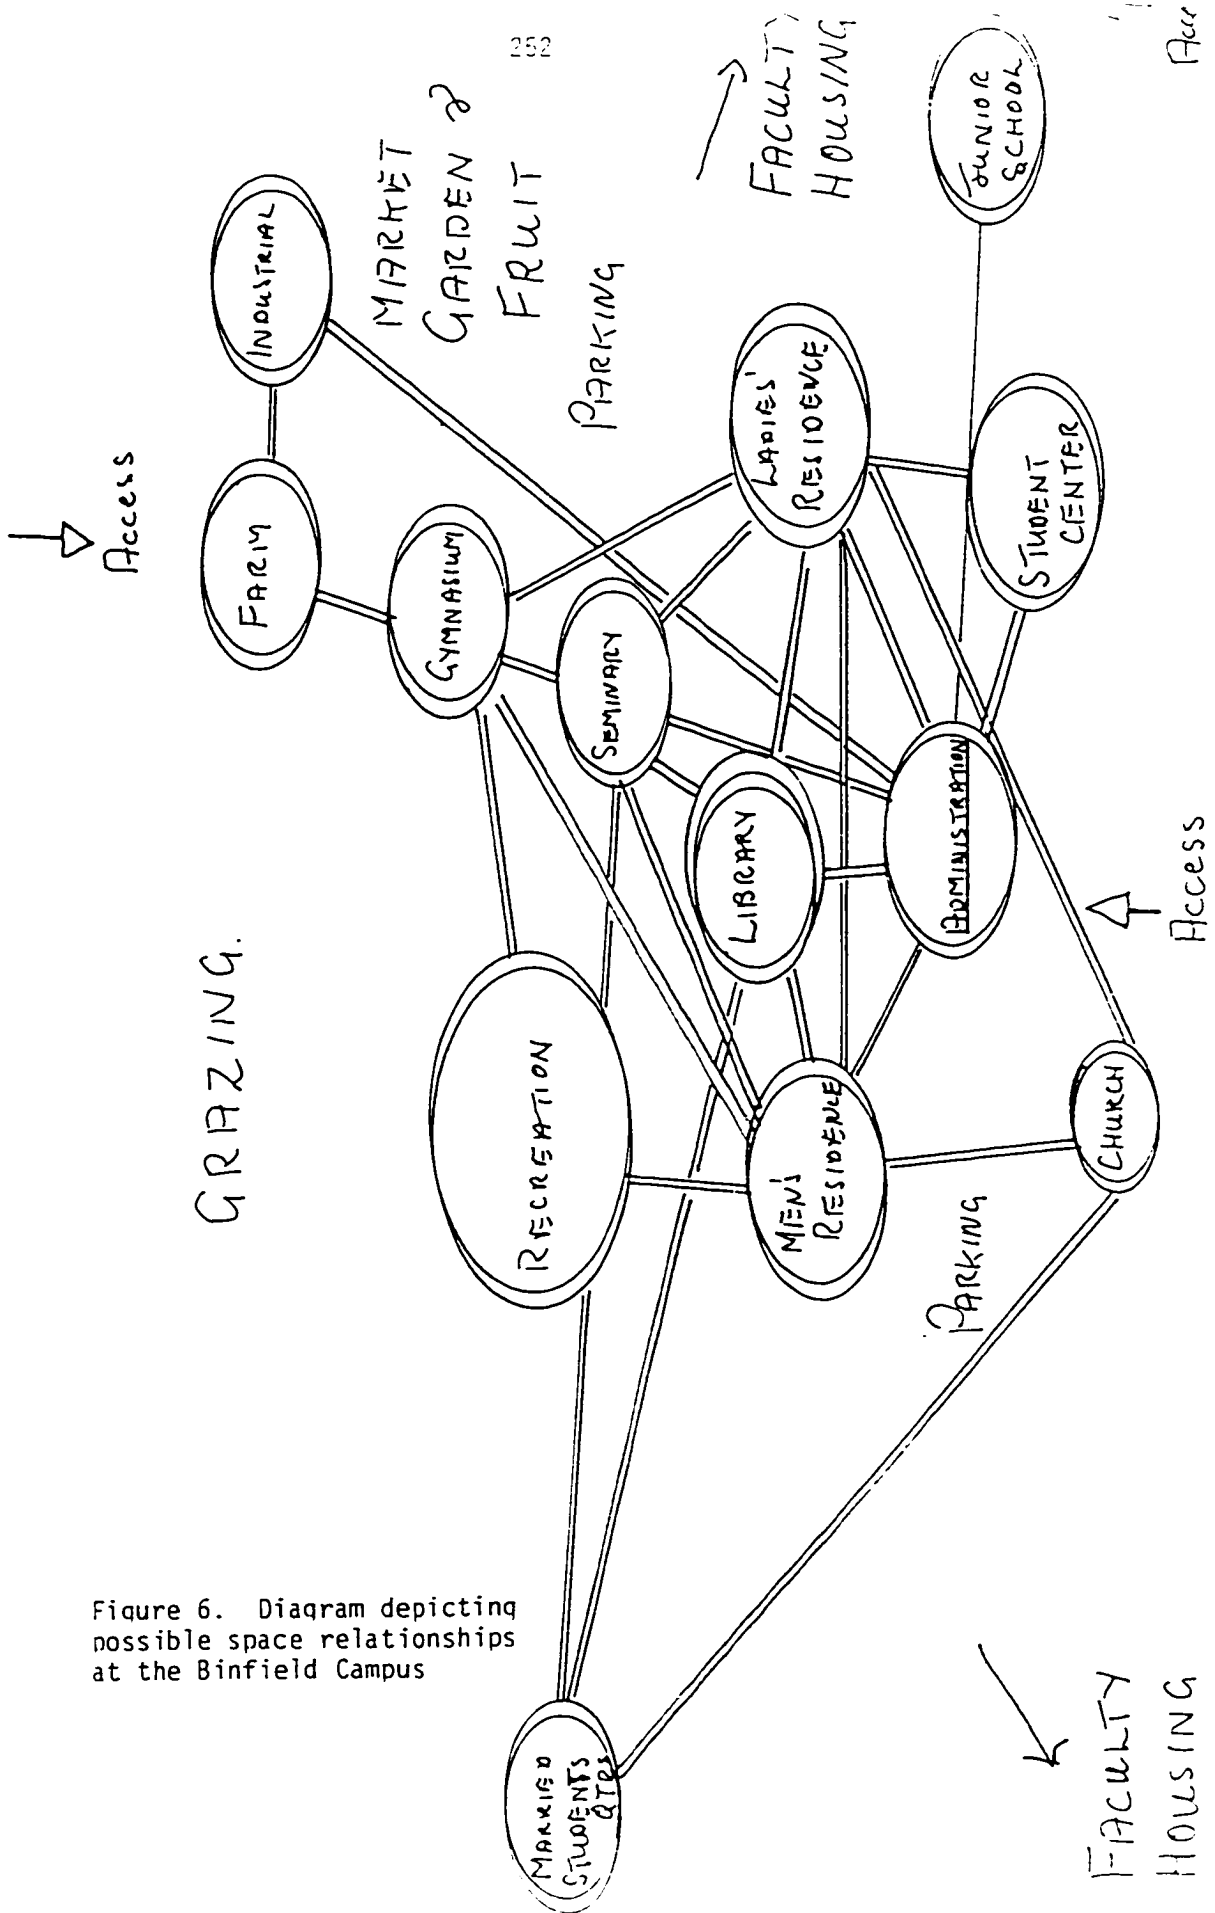 252
Access
INDUSTRIAL
FARM
MARKET
GARDEN &
FRUIT
PARKING
GYMNASIUM
SEMINARY
GRAZING.
RECREATION
LIBRARY
LADIES'
RESIDENCE
FACULTY
HOUSING
JUNIOR
SCHOOL
STUDENT
CENTER
ADMINISTRATION
MEN'S
RESIDENCE
CHURCH
Access
PARKING
MARRIED
STUDENTS
QTRS
FACULTY
HOUSING
Figure 6. Diagram depicting
possible space relationships
at the Binfield Campus